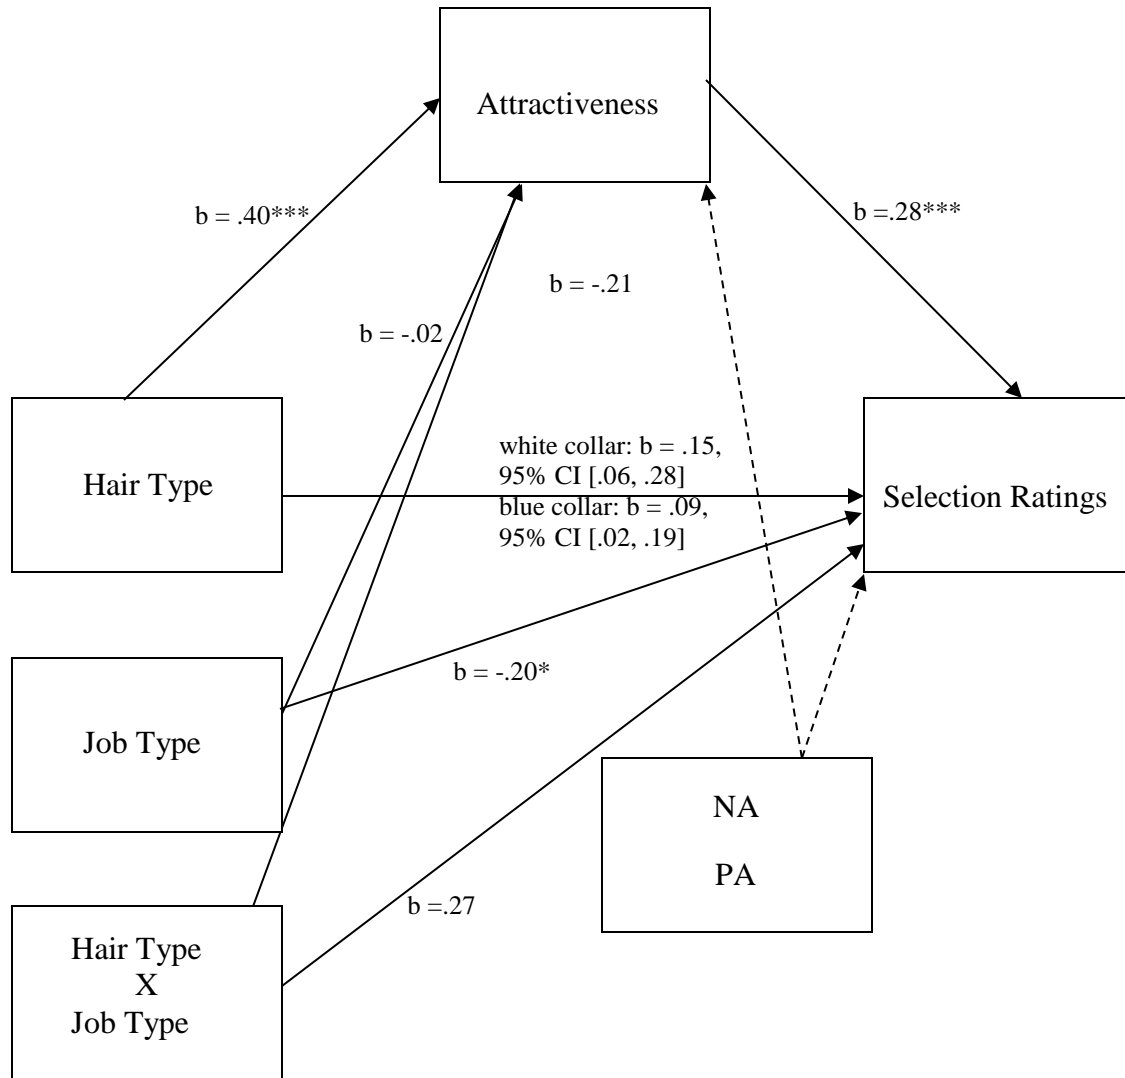 Attractiveness
b = .40***
b =.28***
b = -.21
b = -.02
white collar: b = .15,
95% CI [.06, .28]
blue collar: b = .09,
95% CI [.02, .19]
Hair Type
Selection Ratings
b = -.20*
Job Type
NA
PA
b =.27
Hair Type
X
Job Type